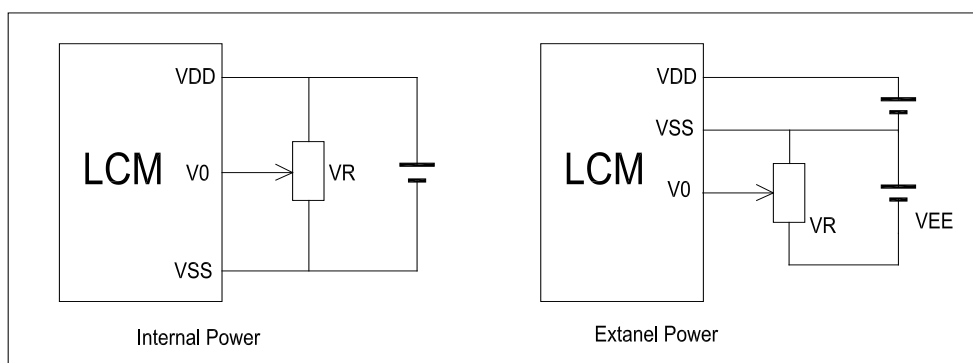 VDD
LCM
V0
VR
VSS
Internal Power
VDD
VSS
LCM
V0
VR
VEE
Extanel Power